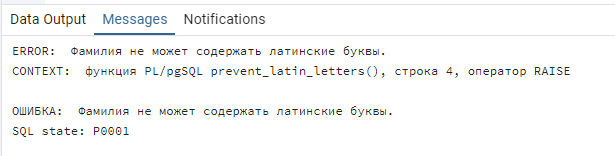 Data Output Messages Notifications
ERROR:  Фамилия не может содержать латинские буквы.
CONTEXT:  функция PL/pgSQL prevent_latin_letters(), строка 4, оператор RAISE
ОШИБКА:  Фамилия не может содержать латинские буквы.
SQL state: P0001